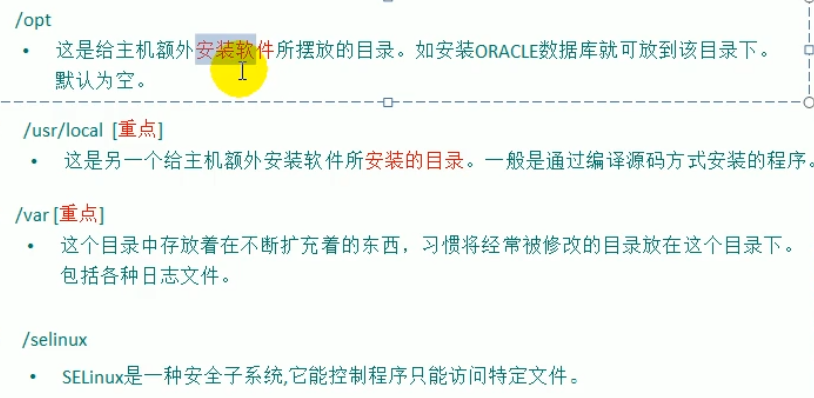 /opt
• 这是给主机额外安装软件所摆放的目录。如安装ORACLE数据库就可放到该目录下。
默认为空。
/usr/local [重点]
• 这是另一个给主机额外安装软件所安装的目录。一般是通过编译源码方式安装的程序。
/var [重点]
• 这个目录中存放着在不断扩充着的东西，习惯将经常被修改的目录放在这个目录下。
包括各种日志文件。
/selinux
• SELinux是一种安全子系统,它能控制程序只能访问特定文件。